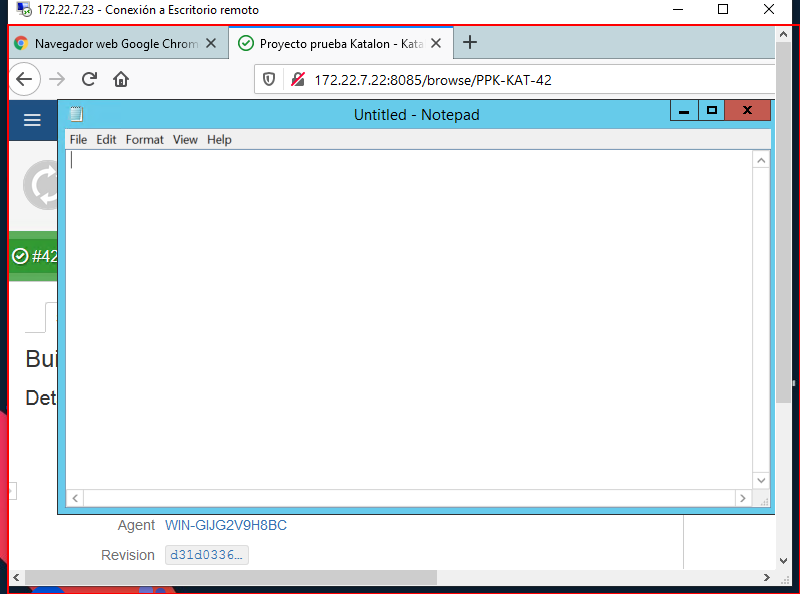 172.22.7.23 - Conexión a Escritorio remoto
Navegador web Google Chrom
Proyecto prueba Katalon - Kata
172.22.7.22:8085/browse/PPK-KAT-42
Untitled - Notepad
File Edit Format View Help
#42
Bui
Det
Agent WIN-GIJG2V9H8BC
Revision d31d0336…